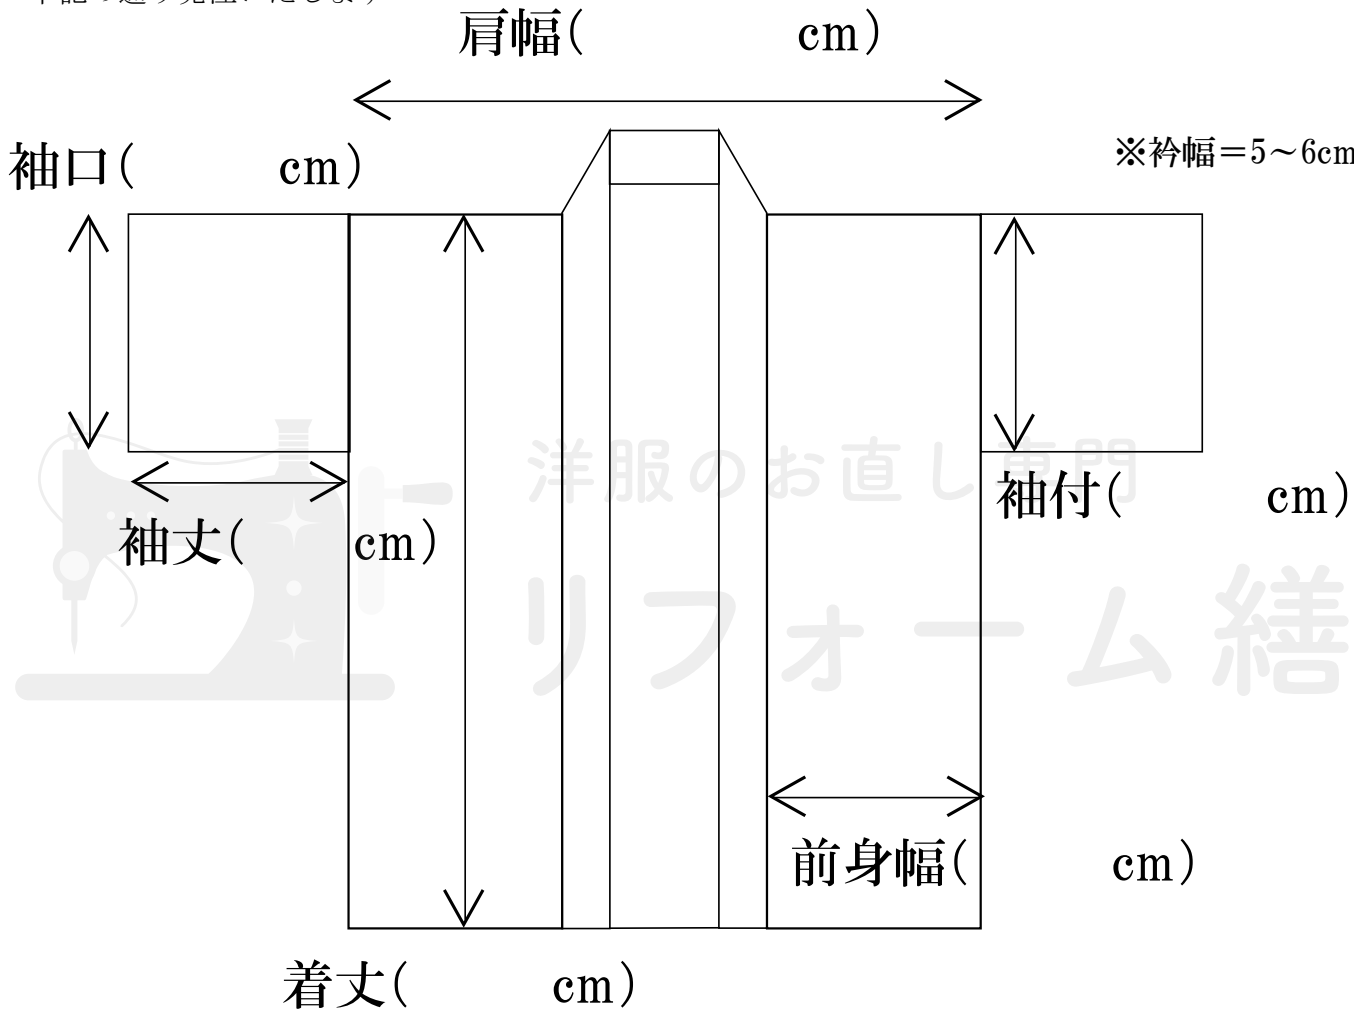 肩幅(　　　　cm)
袖口(　　　cm)
※衿幅＝5～6cm
洋服のお直し専門
袖付(　　　cm)
袖丈(　　cm)
リフォーム繕
前身幅(　　　cm)
着丈(　　　cm)